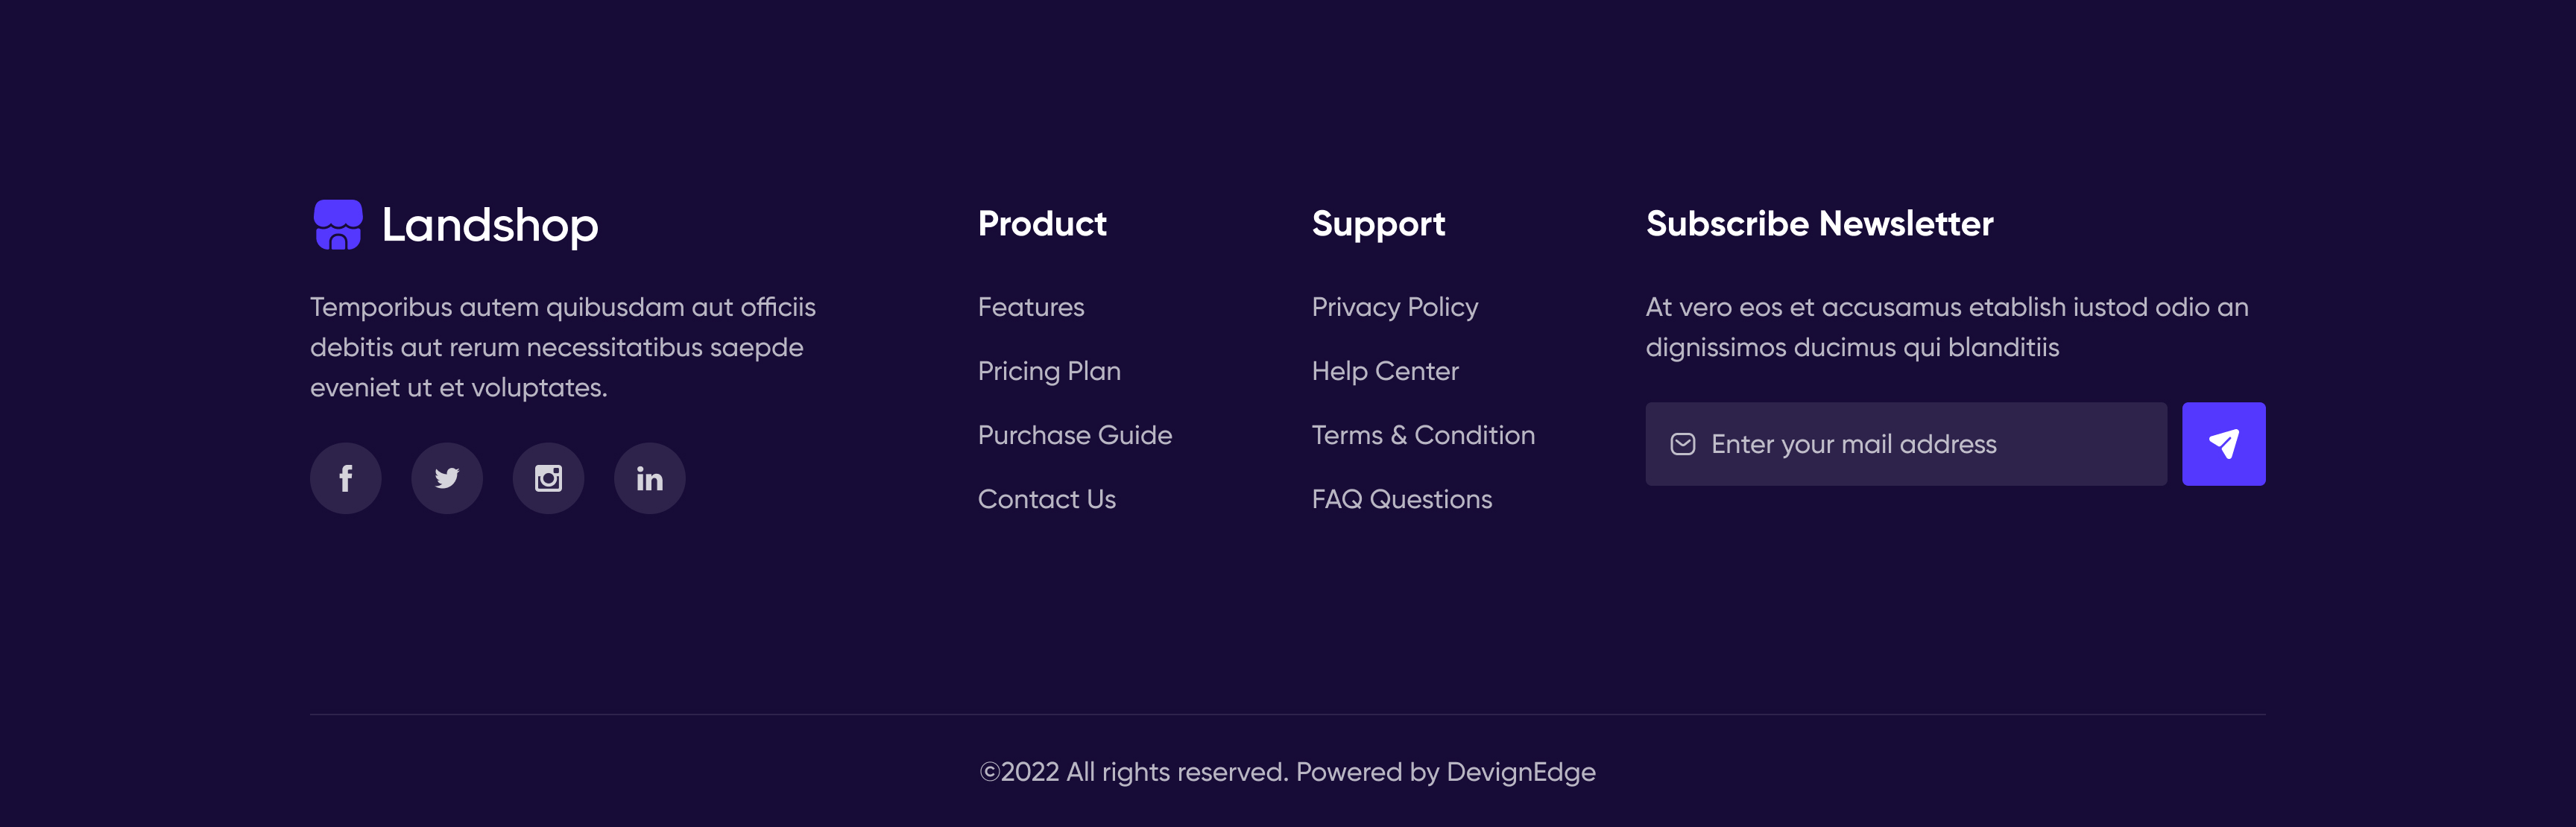 Landshop
Temporibus autem quibusdam aut officiis
debitis aut rerum necessitatibus saepde
eveniet ut et voluptates.
Product
Features
Pricing Plan
Purchase Guide
Contact Us
Support
Privacy Policy
Help Center
Terms & Condition
FAQ Questions
Subscribe Newsletter
At vero eos et accusamus etablish iustod odio an
dignissimos ducimus qui blanditiis
Enter your mail address
©2022 All rights reserved. Powered by DevignEdge